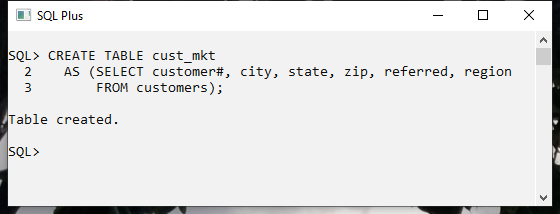 SQL Plus
SQL> CREATE TABLE cust_mkt
  2    AS (SELECT customer#, city, state, zip, referred, region
  3        FROM customers);
Table created.
SQL>